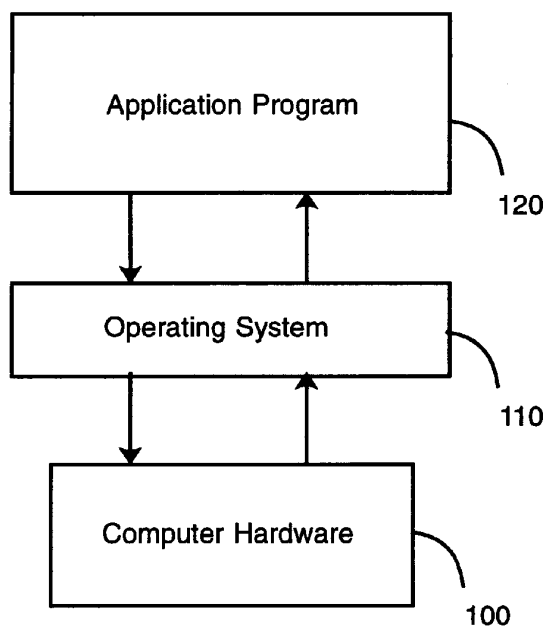 Application Program
120
Operating System
110
Computer Hardware
100